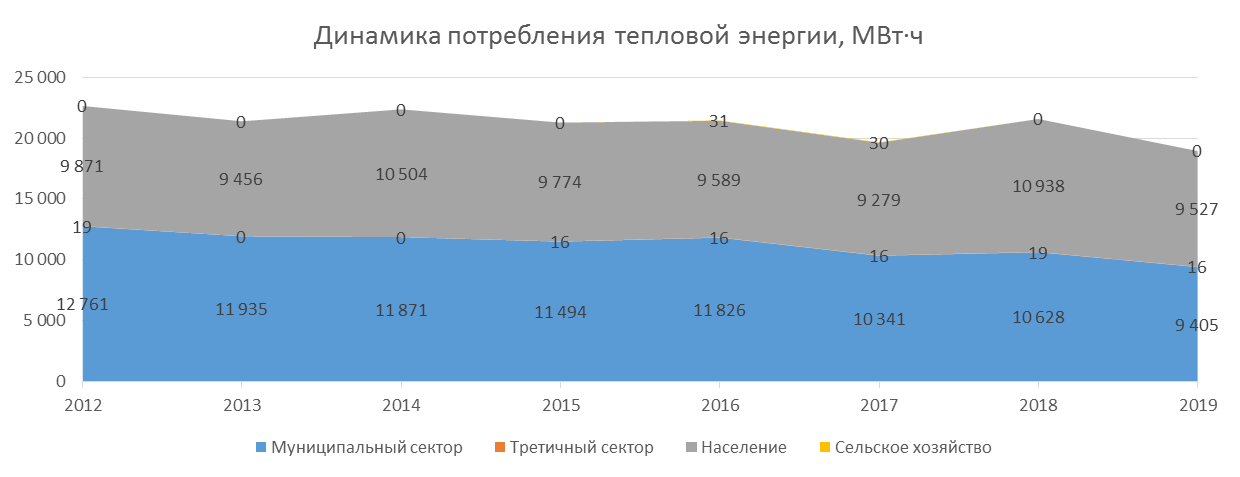 Динамика потребления тепловой энергии, МВт·ч
25 000
20 000
15 000
10 000
5 000
0
0 0 0 0 31 30 0 0
9 871 9 456 10 504 9 774 9 589 9 279 10 938 9 527
19 0 0 16 16 16 19 16
12 761 11 935 11 871 11 494 11 826 10 341 10 628 9 405
2012 2013 2014 2015 2016 2017 2018 2019
Муниципальный сектор Третичный сектор Население Сельское хозяйство